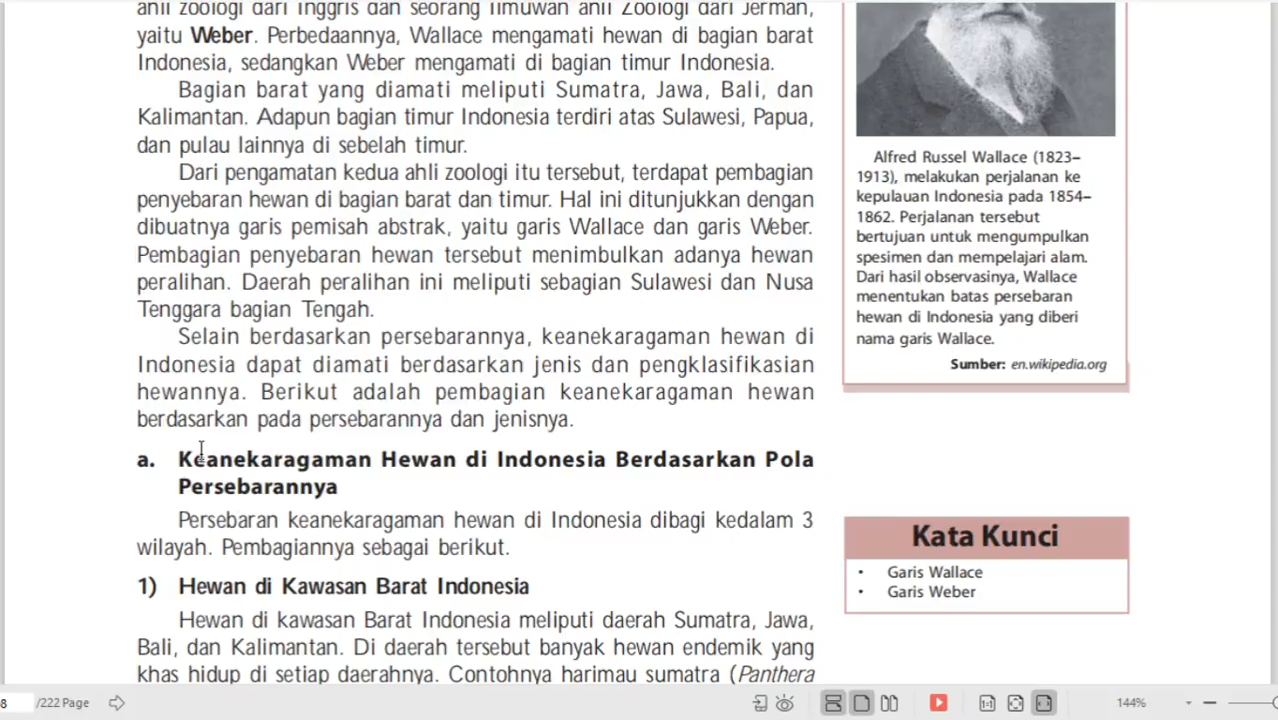 ahli zoologi dari Inggris dan seorang ilmuwan ahli Zoologi dari Jerman,
yaitu Weber. Perbedaannya, Wallace mengamati hewan di bagian barat
Indonesia, sedangkan Weber mengamati di bagian timur Indonesia.
Bagian barat yang diamati meliputi Sumatra, Jawa, Bali, dan
Kalimantan. Adapun bagian timur Indonesia terdiri atas Sulawesi, Papua,
dan pulau lainnya di sebelah timur.
Dari pengamatan kedua ahli zoologi itu tersebut, terdapat pembagian
penyebaran hewan di bagian barat dan timur. Hal ini ditunjukkan dengan
dibuatnya garis pemisah abstrak, yaitu garis Wallace dan garis Weber.
Pembagian penyebaran hewan tersebut menimbulkan adanya hewan
peralihan. Daerah peralihan ini meliputi sebagian Sulawesi dan Nusa
Tenggara bagian Tengah.
Selain berdasarkan persebarannya, keanekaragaman hewan di
Indonesia dapat diamati berdasarkan jenis dan pengklasifikasian
hewannya. Berikut adalah pembagian keanekaragaman hewan
berdasarkan pada persebarannya dan jenisnya.
a. Keanekaragaman Hewan di Indonesia Berdasarkan Pola
Persebarannya
Persebaran keanekaragaman hewan di Indonesia dibagi kedalam 3
wilayah. Pembagiannya sebagai berikut.
1) Hewan di Kawasan Barat Indonesia
Hewan di kawasan Barat Indonesia meliputi daerah Sumatra, Jawa,
Bali, dan Kalimantan. Di daerah tersebut banyak hewan endemik yang
khas hidup di setiap daerahnya. Contohnya harimau sumatra (Panthera
Alfred Russel Wallace (1823–
1913), melakukan perjalanan ke
kepulauan Indonesia pada 1854–
1862. Perjalanan tersebut
bertujuan untuk mengumpulkan
spesimen dan mempelajari alam.
Dari hasil observasinya, Wallace
menentukan batas persebaran
hewan di Indonesia yang diberi
nama garis Wallace.
Sumber: en.wikipedia.org
Kata Kunci
• Garis Wallace
• Garis Weber
8 /222 Page
144%